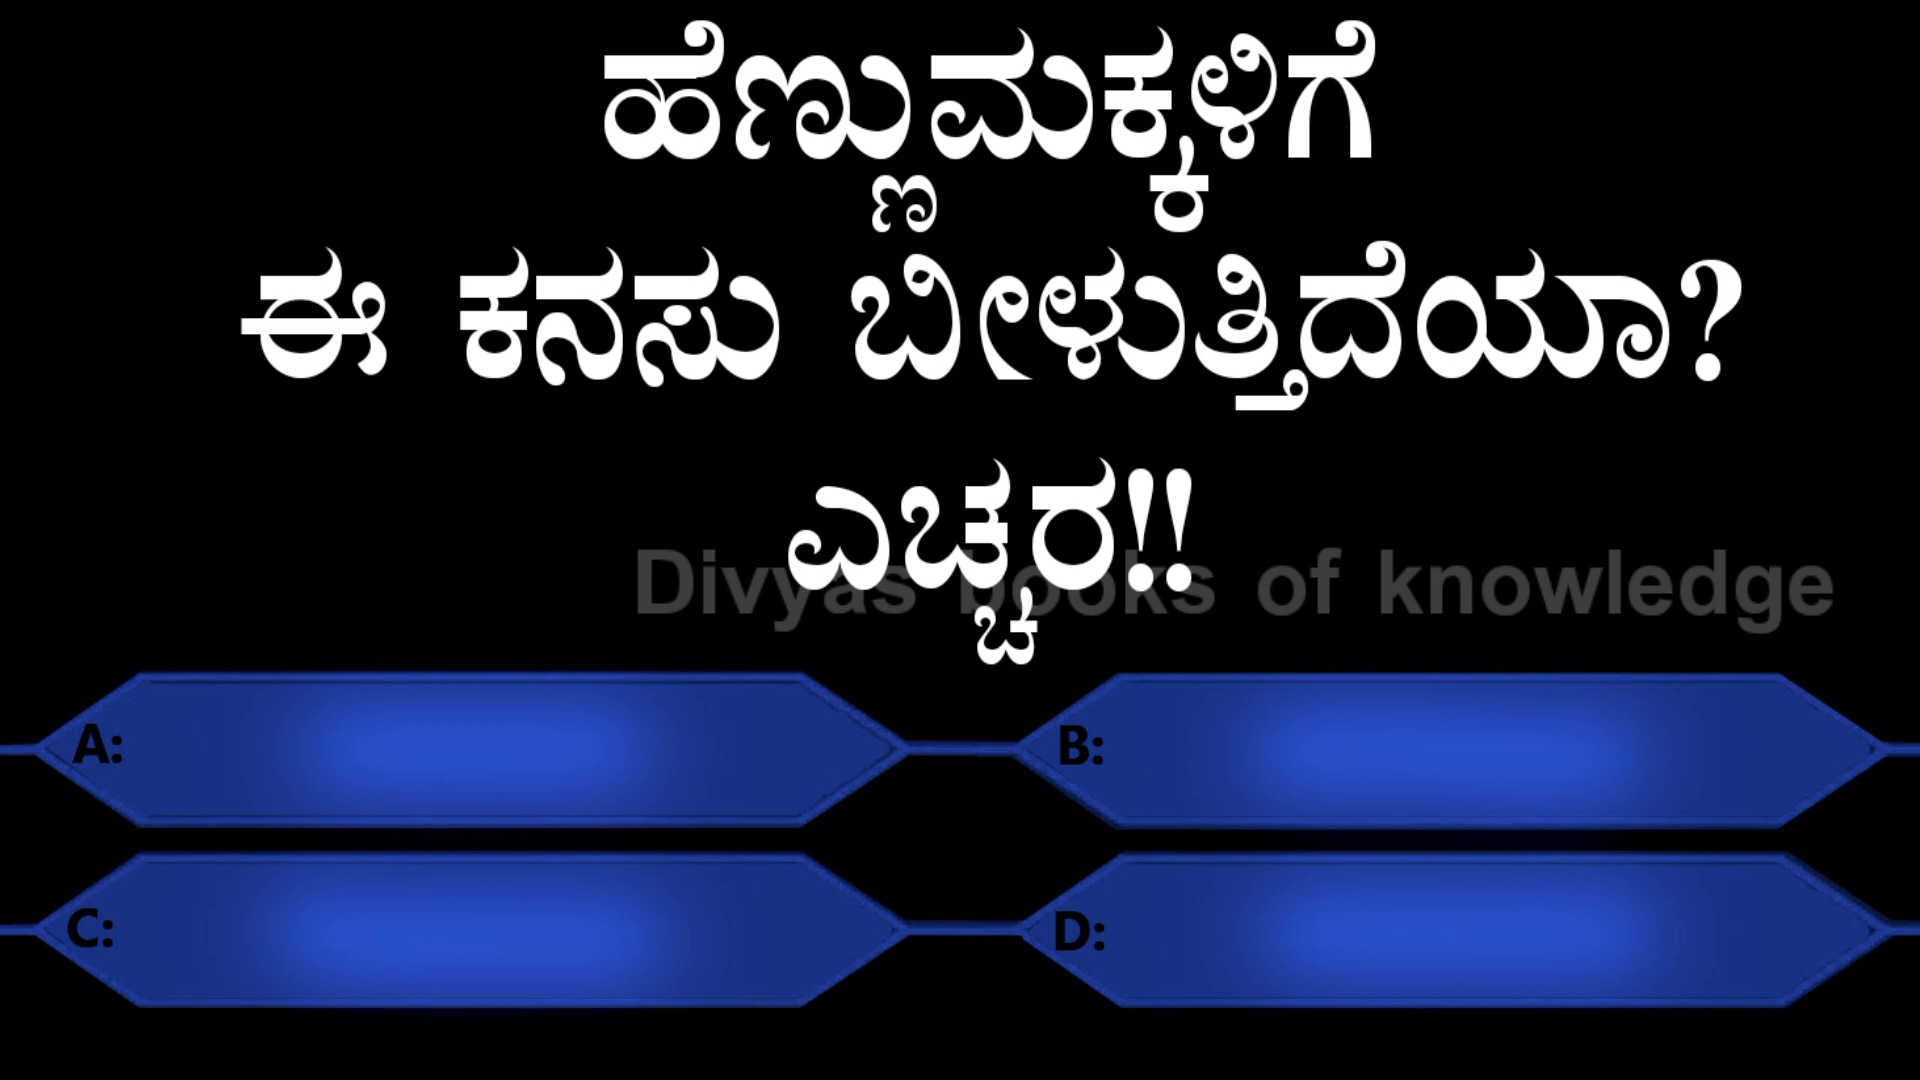 ಹೆಣ್ಣುಮಕ್ಕಳಿಗೆ
ಈ ಕನಸು ಬೀಳುತ್ತಿದೆಯಾ?
ಎಚ್ಚರ!!
Divyas books of knowledge
A:
B:
C:
D: